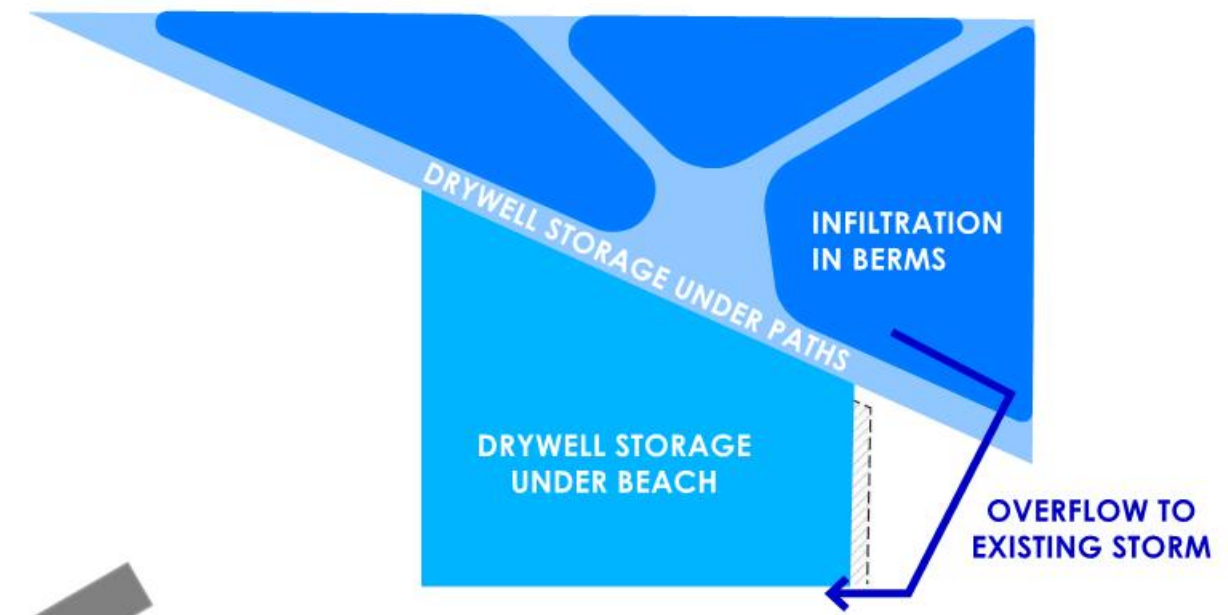 DRYWELL STORAGE UNDER PATHS
INFILTRATION
IN BERMS
DRYWELL STORAGE
UNDER BEACH
OVERFLOW TO
EXISTING STORM